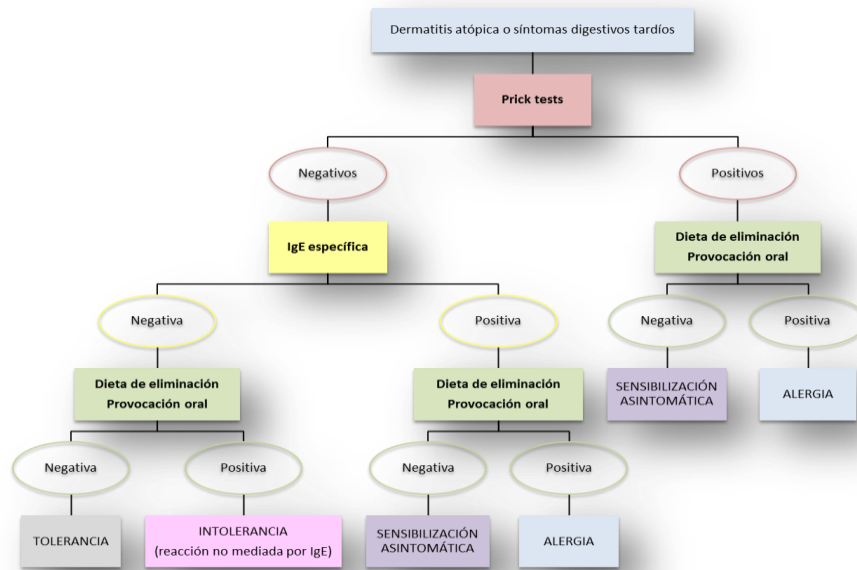 Dermatitis atópica o síntomas digestivos tardíos
Prick tests
Negativos
Positivos
IgE específica
Dieta de eliminación
Provocación oral
Negativa
Positiva
Negativa
Positiva
Dieta de eliminación
Provocación oral
Dieta de eliminación
Provocación oral
SENSIBILIZACIÓN
ASINTOMÁTICA
ALERGIA
Negativa
Positiva
Negativa
Positiva
TOLERANCIA
INTOLERANCIA
(reacción no mediada por IgE)
SENSIBILIZACIÓN
ASINTOMÁTICA
ALERGIA